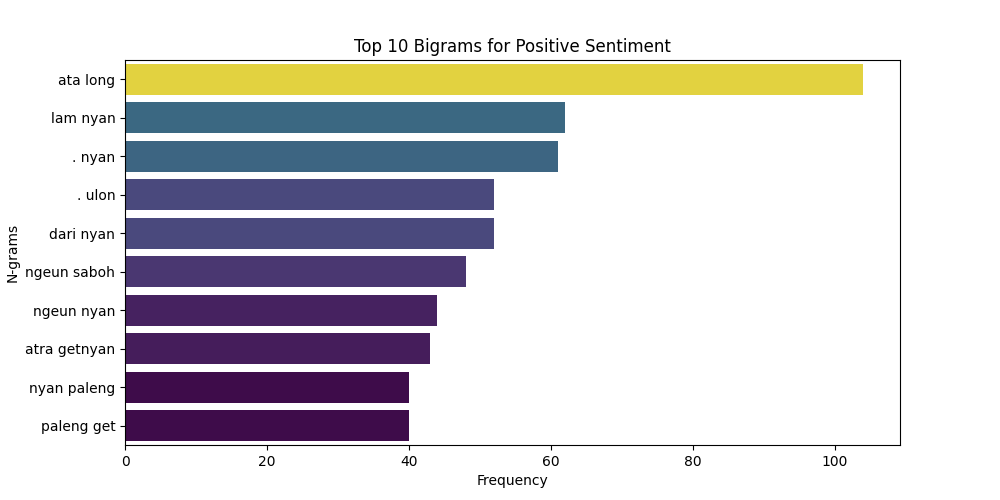 Top 10 Bigrams for Positive Sentiment
N-grams
ata long
lam nyan
. nyan
. ulon
dari nyan
ngeun saboh
ngeun nyan
atra getnyan
nyan paleng
paleng get
0 20 40 60 80 100
Frequency